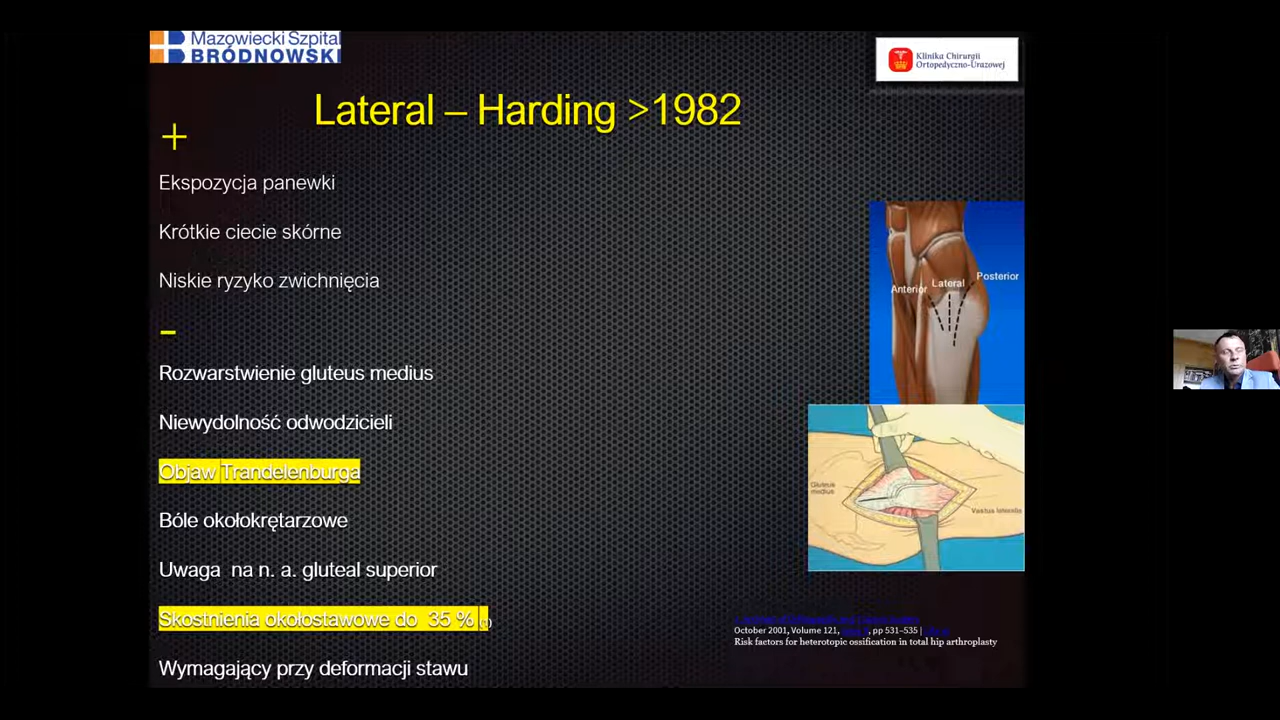 Mazowiecki Szpital
BRÓDNOWSKI
Klinika Chirurgii
Ortopedyczno-Urazowej
Lateral – Harding >1982
+
Ekspozycja panewki
Krótkie ciecie skórne
Niskie ryzyko zwichnięcia
–
Rozwarstwienie gluteus medius
Niewydolność odwodzicieli
Objaw Trandelenburga
Bóle okołokrętarzowe
Uwaga na n. a. gluteal superior
Skostnienia okołostawowe do 35 %
Wymagający przy deformacji stawu
Anterior
Lateral
Posterior
Gluteus
medius
Vastus lateralis
October 2001, Volume 121, pp 531–535 |
Risk factors for heterotopic ossification in total hip arthroplasty